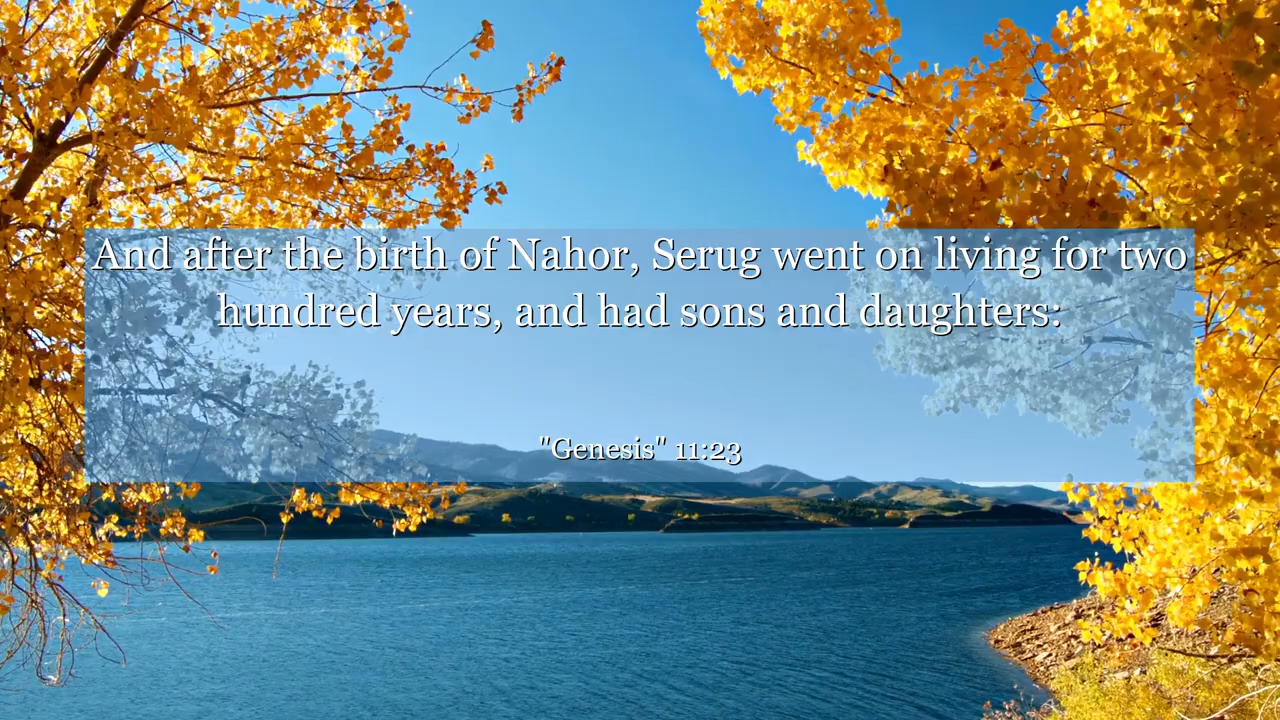 And after the birth of Nahor, Serug went on living for two
hundred years, and had sons and daughters:
"Genesis" 11:23